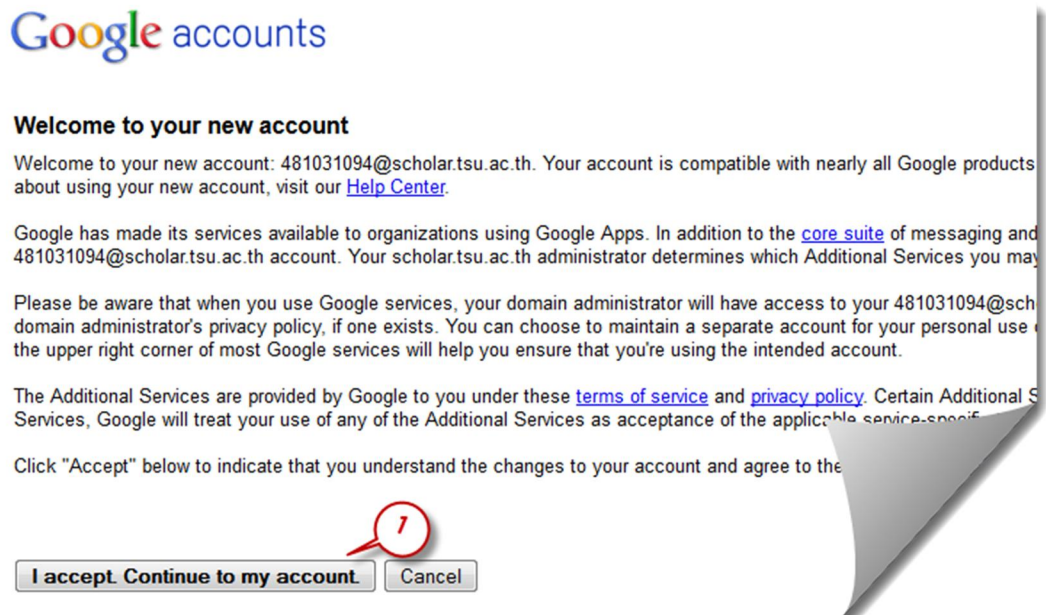 Google accounts
Welcome to your new account
Welcome to your new account: 481031094@scholar.tsu.ac.th. Your account is compatible with nearly all Google products
about using your new account, visit our Help Center.
Google has made its services available to organizations using Google Apps. In addition to the core suite of messaging and
481031094@scholar.tsu.ac.th account. Your scholar.tsu.ac.th administrator determines which Additional Services you may
Please be aware that when you use Google services, your domain administrator will have access to your 481031094@sch
domain administrator's privacy policy, if one exists. You can choose to maintain a separate account for your personal use
the upper right corner of most Google services will help you ensure that you're using the intended account.
The Additional Services are provided by Google to you under these terms of service and privacy policy. Certain Additional S
Services, Google will treat your use of any of the Additional Services as acceptance of the applicable
Click "Accept" below to indicate that you understand the changes to your account and agree to the
1
I accept. Continue to my account.
Cancel